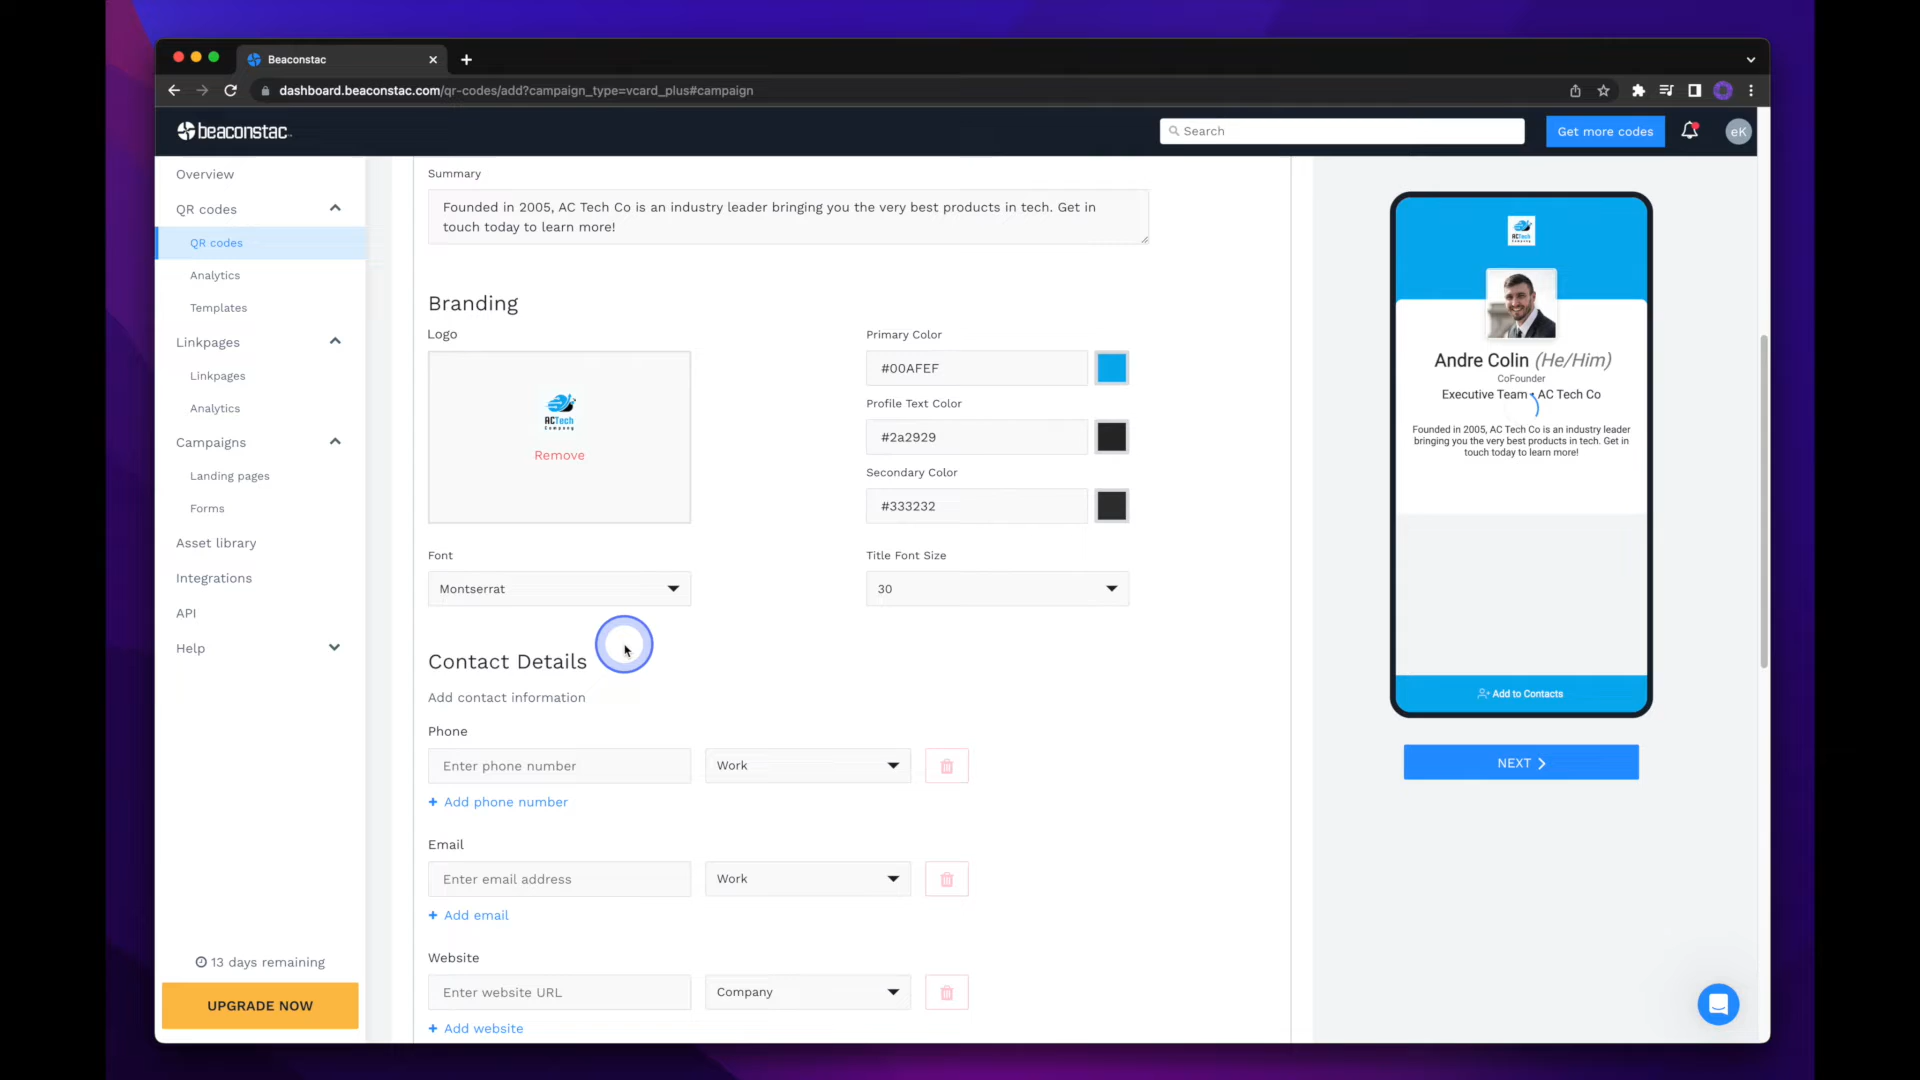 Beaconstac
dashboard.beaconstac.com/qr-codes/add?campaign_type=vcard_plus#campaign
beaconstac
Search
Get more codes
eK
Overview
QR codes
QR codes
Analytics
Templates
Linkpages
Linkpages
Analytics
Campaigns
Landing pages
Forms
Asset library
Integrations
API
Help
13 days remaining
UPGRADE NOW
Summary
Founded in 2005, AC Tech Co is an industry leader bringing you the very best products in tech. Get in
touch today to learn more!
Branding
Logo
ACTech
Company
Remove
Primary Color
#00AFEF
Profile Text Color
#2a2929
Secondary Color
#333232
Font
Montserrat
Title Font Size
30
Contact Details
Add contact information
Phone
Enter phone number
Work
+ Add phone number
Email
Enter email address
Work
+ Add email
Website
Enter website URL
Company
+ Add website
ACTech
Company
Andre Colin (He/Him)
CoFounder
Executive Team • AC Tech Co
Founded in 2005, AC Tech Co is an industry leader
bringing you the very best products in tech. Get in
touch today to learn more!
Add to Contacts
NEXT